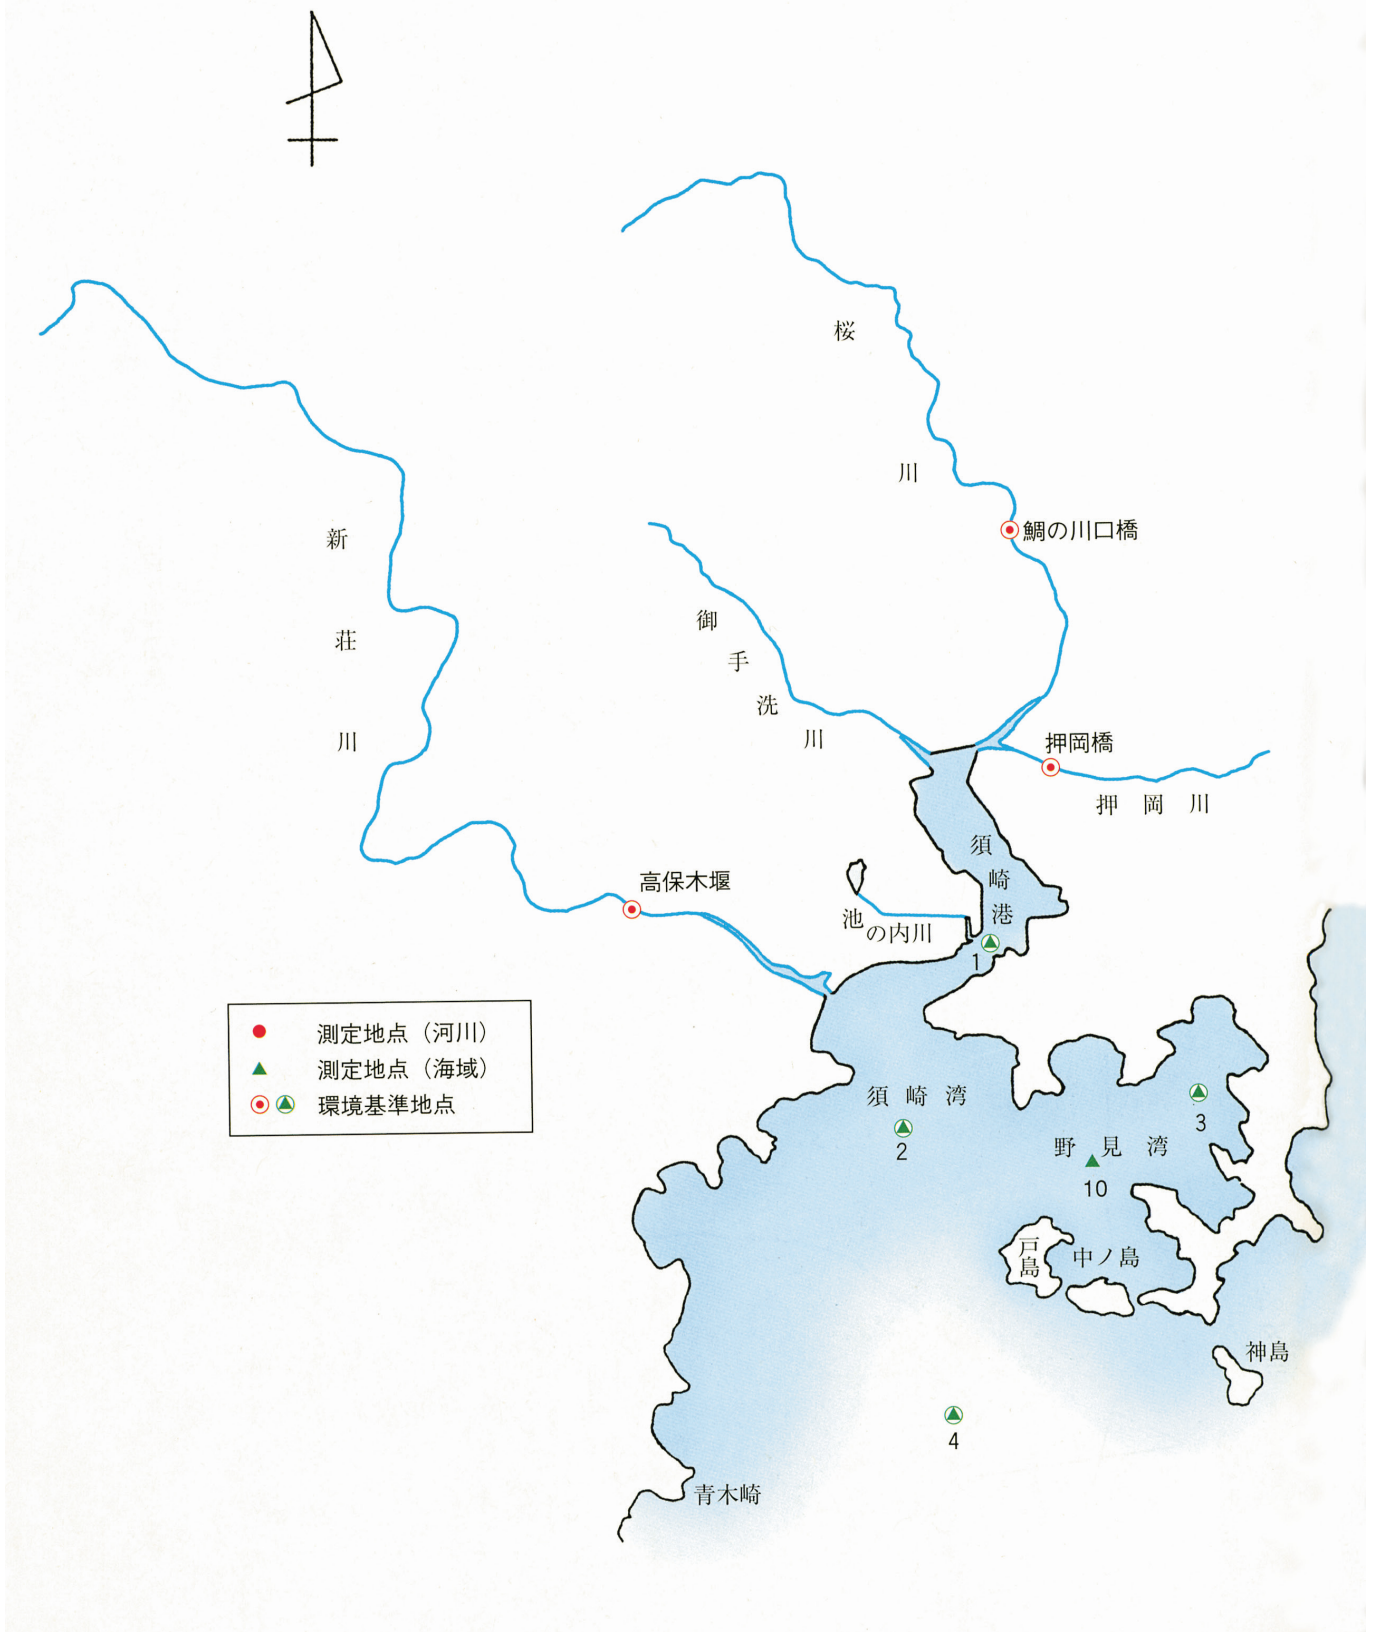 桜川
鯛の川口橋
新荘川
御手洗川
押岡橋
押岡川
須崎港
高保木堰
池の内川
1
測定地点（河川）
測定地点（海域）
環境基準地点
須崎湾
2
3
野見湾
10
戸島
中ノ島
神島
4
青木崎